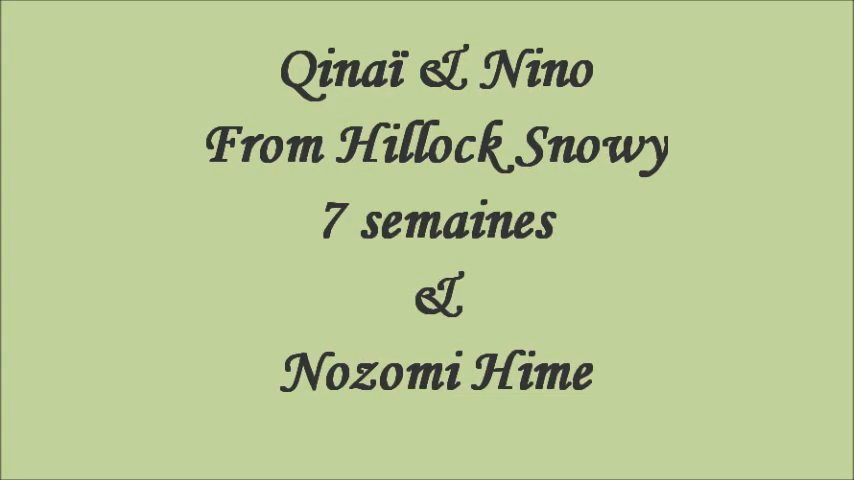 Qinaï & Nino
From Hillock Snowy
7 semaines
&
Nozomi Hime